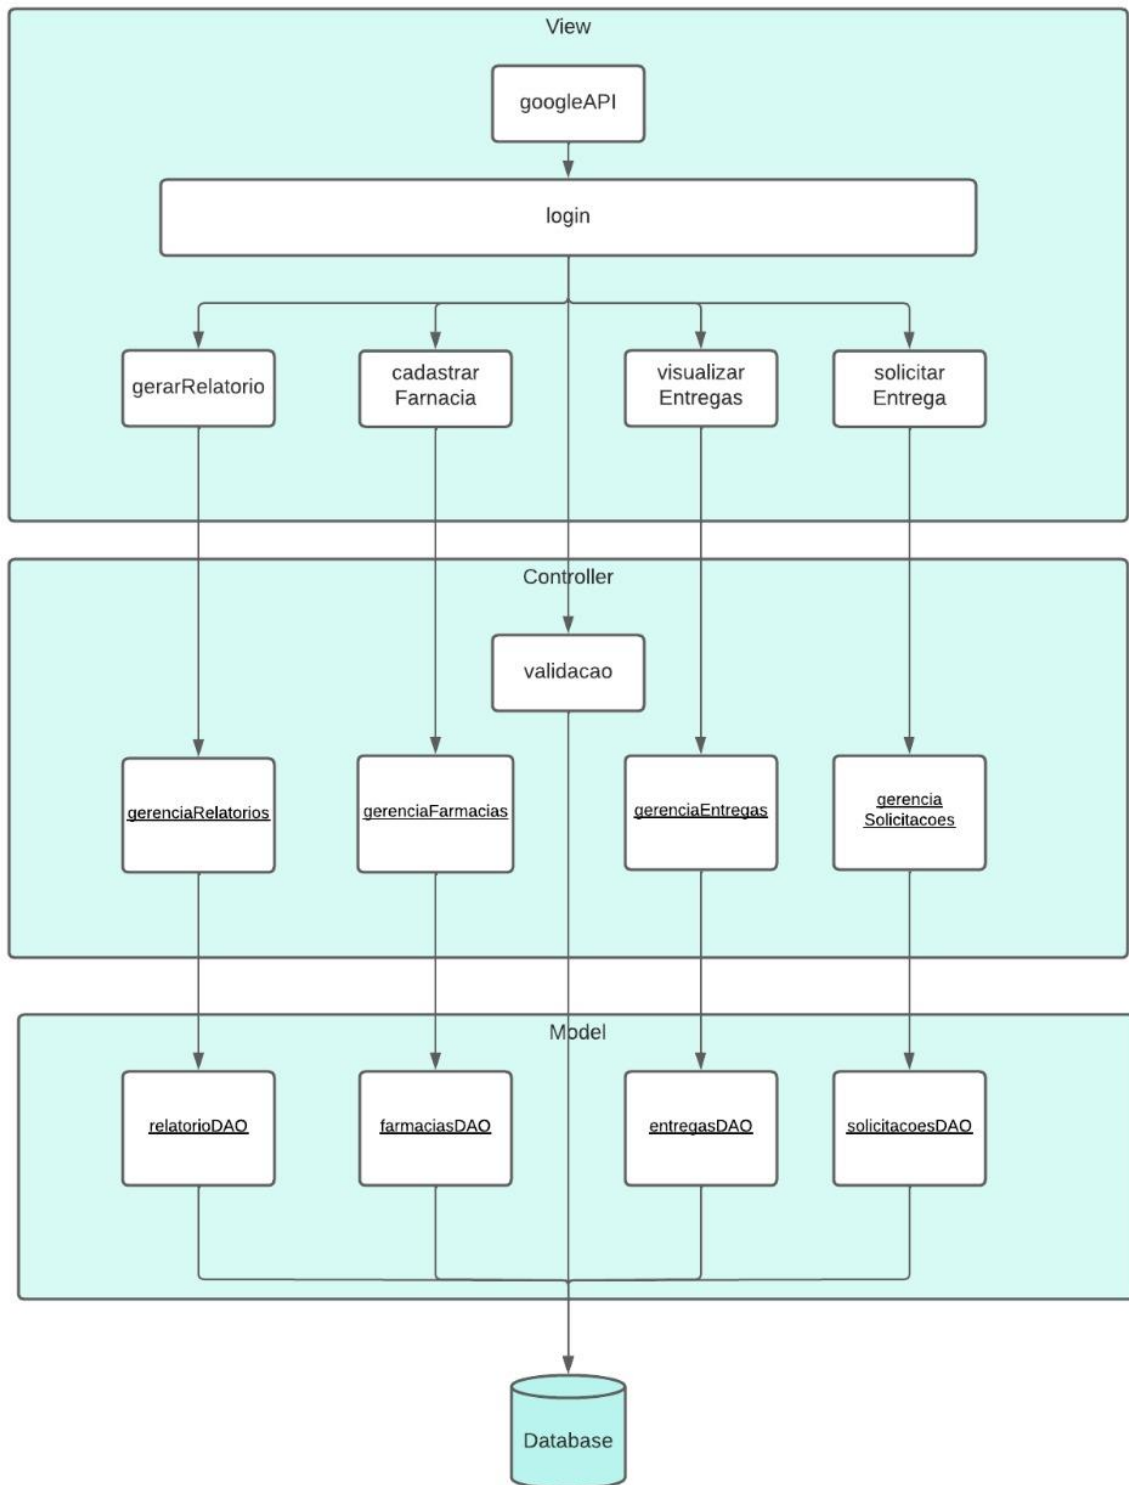 View
googleAPI
login
gerarRelatorio
cadastrar
Farnacia
visualizar
Entregas
solicitar
Entrega
Controller
validacao
gerenciaRelatorios
gerenciaFarmacias
gerenciaEntregas
gerencia
Solicitacoes
Model
relatorioDAO
farmaciasDAO
entregasDAO
solicitacoesDAO
Database